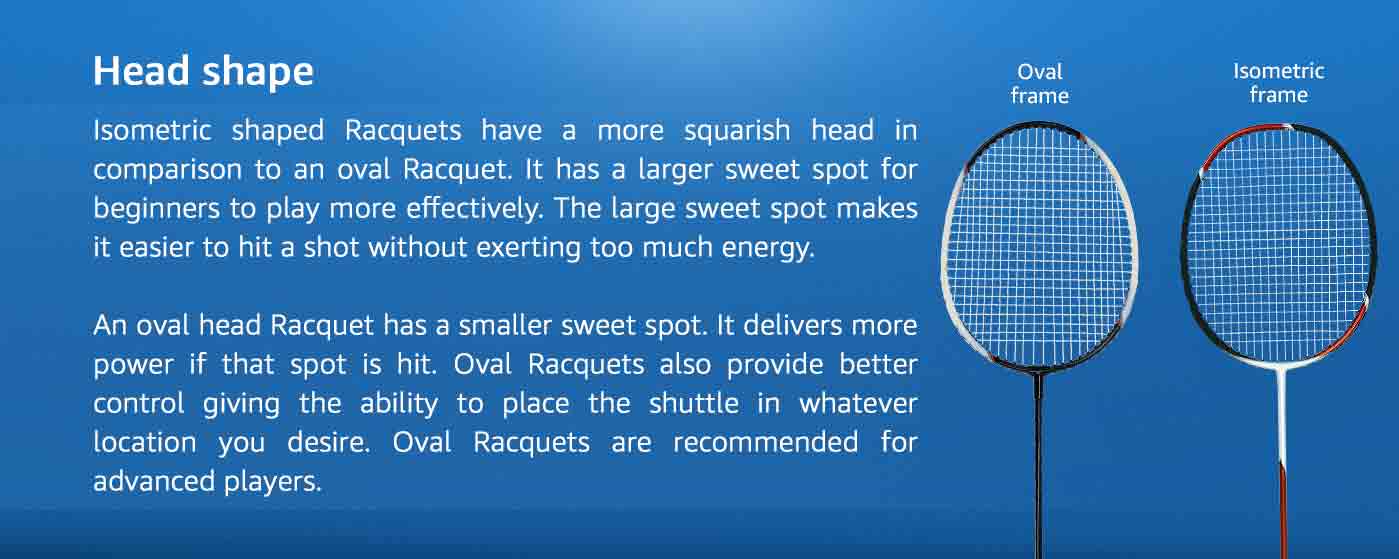 Head shape
Isometric shaped Racquets have a more squarish head in
comparison to an oval Racquet. It has a larger sweet spot for
beginners to play more effectively. The large sweet spot makes
it easier to hit a shot without exerting too much energy.
An oval head Racquet has a smaller sweet spot. It delivers more
power if that spot is hit. Oval Racquets also provide better
control giving the ability to place the shuttle in whatever
location you desire. Oval Racquets are recommended for
advanced players.
Oval
frame
Isometric
frame